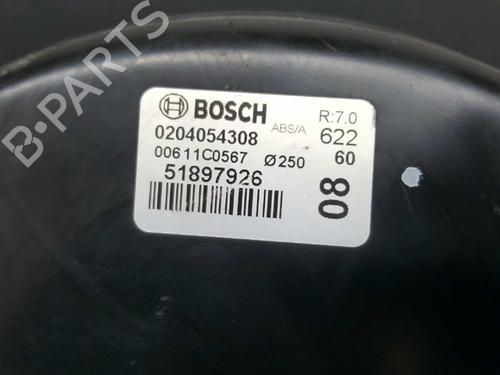 BOSCH
R:7.0
0204054308
ABS/A
622
00611C0567
Ø250
60
51897926
08
B-PARTS